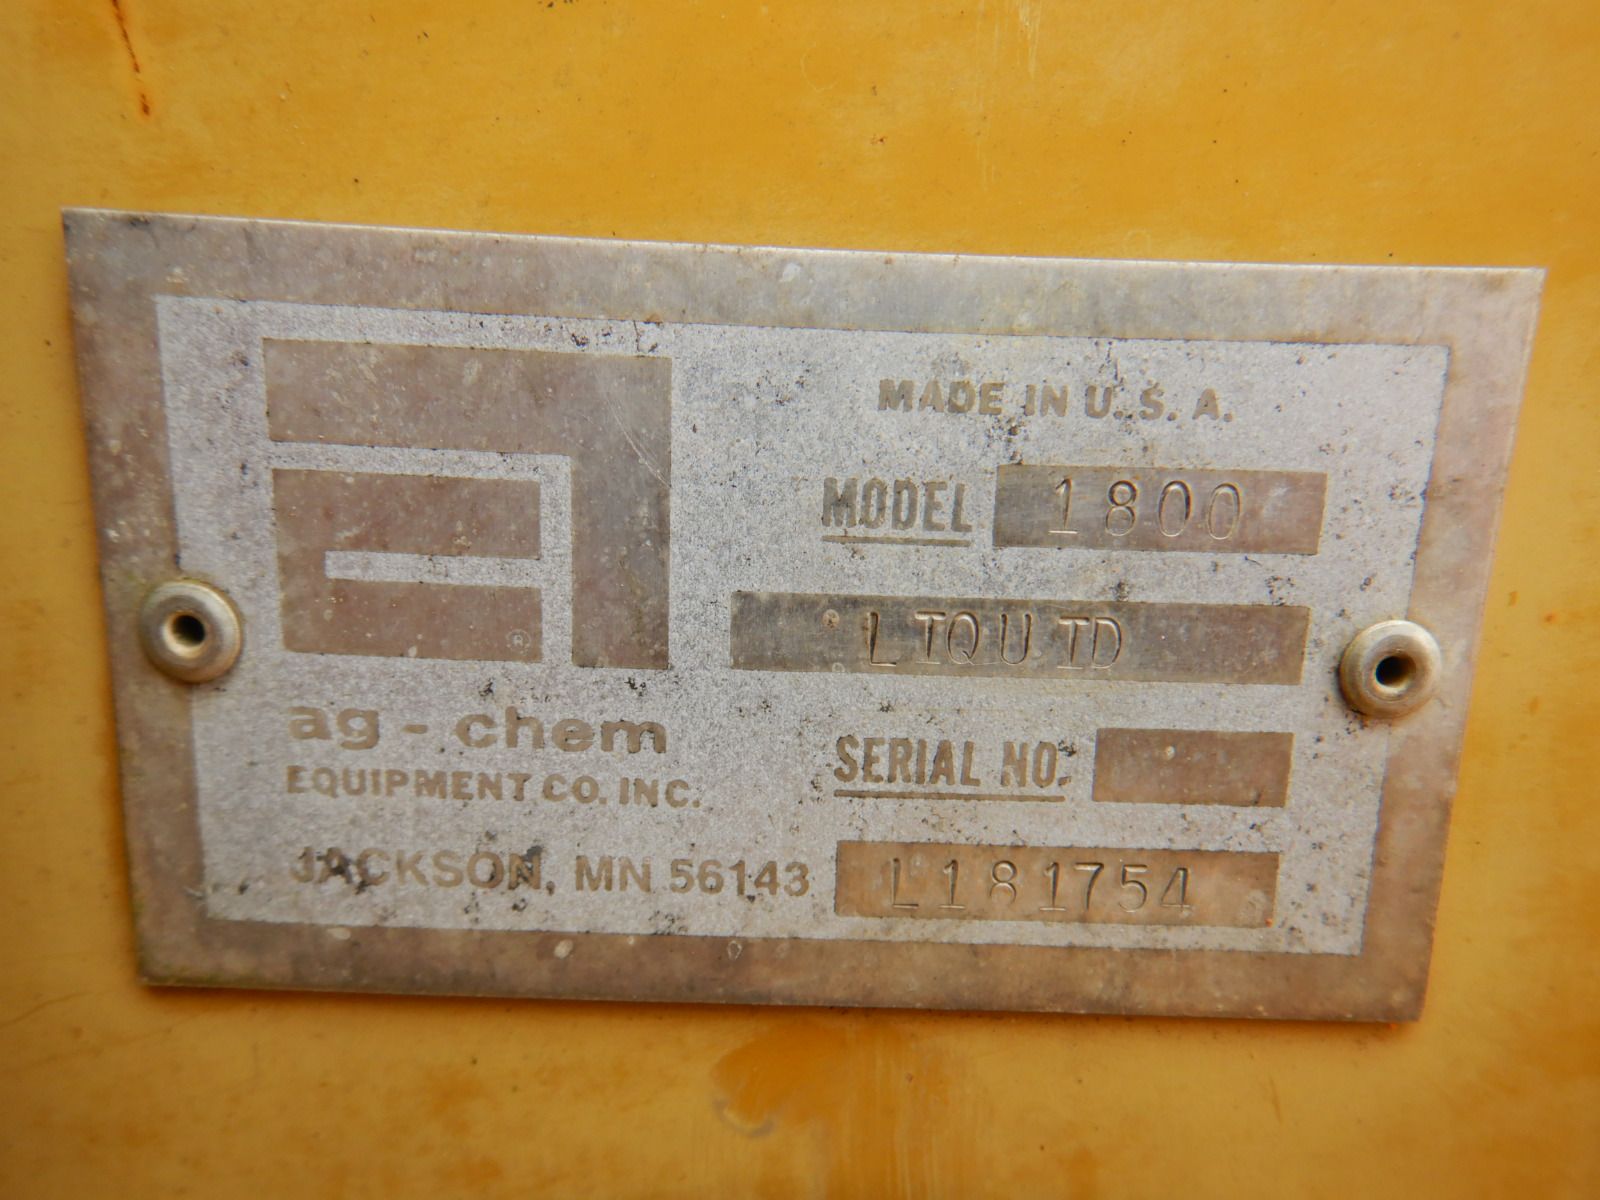 MADE IN U.S.A.
MODEL 1800
LIQUID
ag-chem
EQUIPMENT CO. INC.
SERIAL NO.
JACKSON, MN 56143
L181754